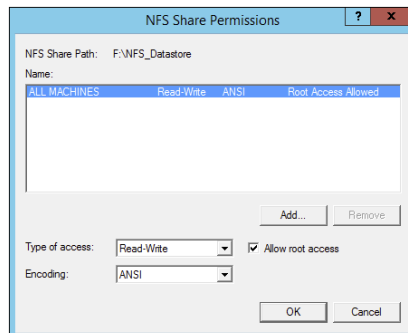 NFS Share Permissions
?
x
NFS Share Path: F:\NFS_Datastore
Name:
ALL MACHINES Read-Write ANSI Root Access Allowed
Add... Remove
Type of access: Read-Write Allow root access
Encoding: ANSI
OK Cancel